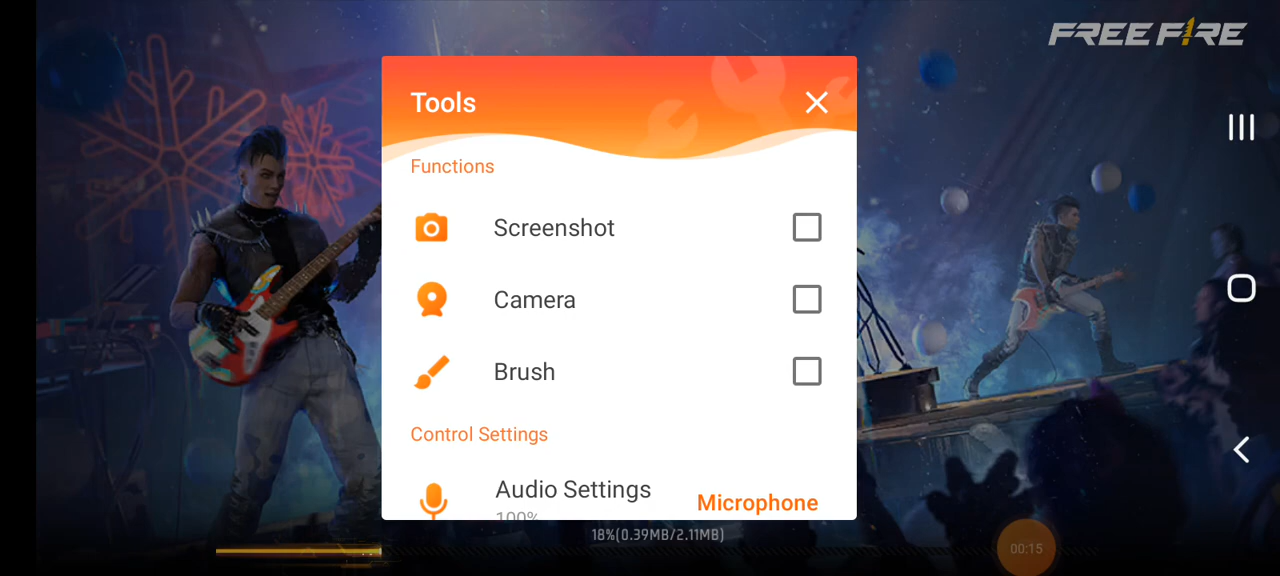 FREE FIRE
Tools
Functions
Screenshot
Camera
Brush
Control Settings
Audio Settings
Microphone
100%
18%(0.39MB/2.11MB)
00:15